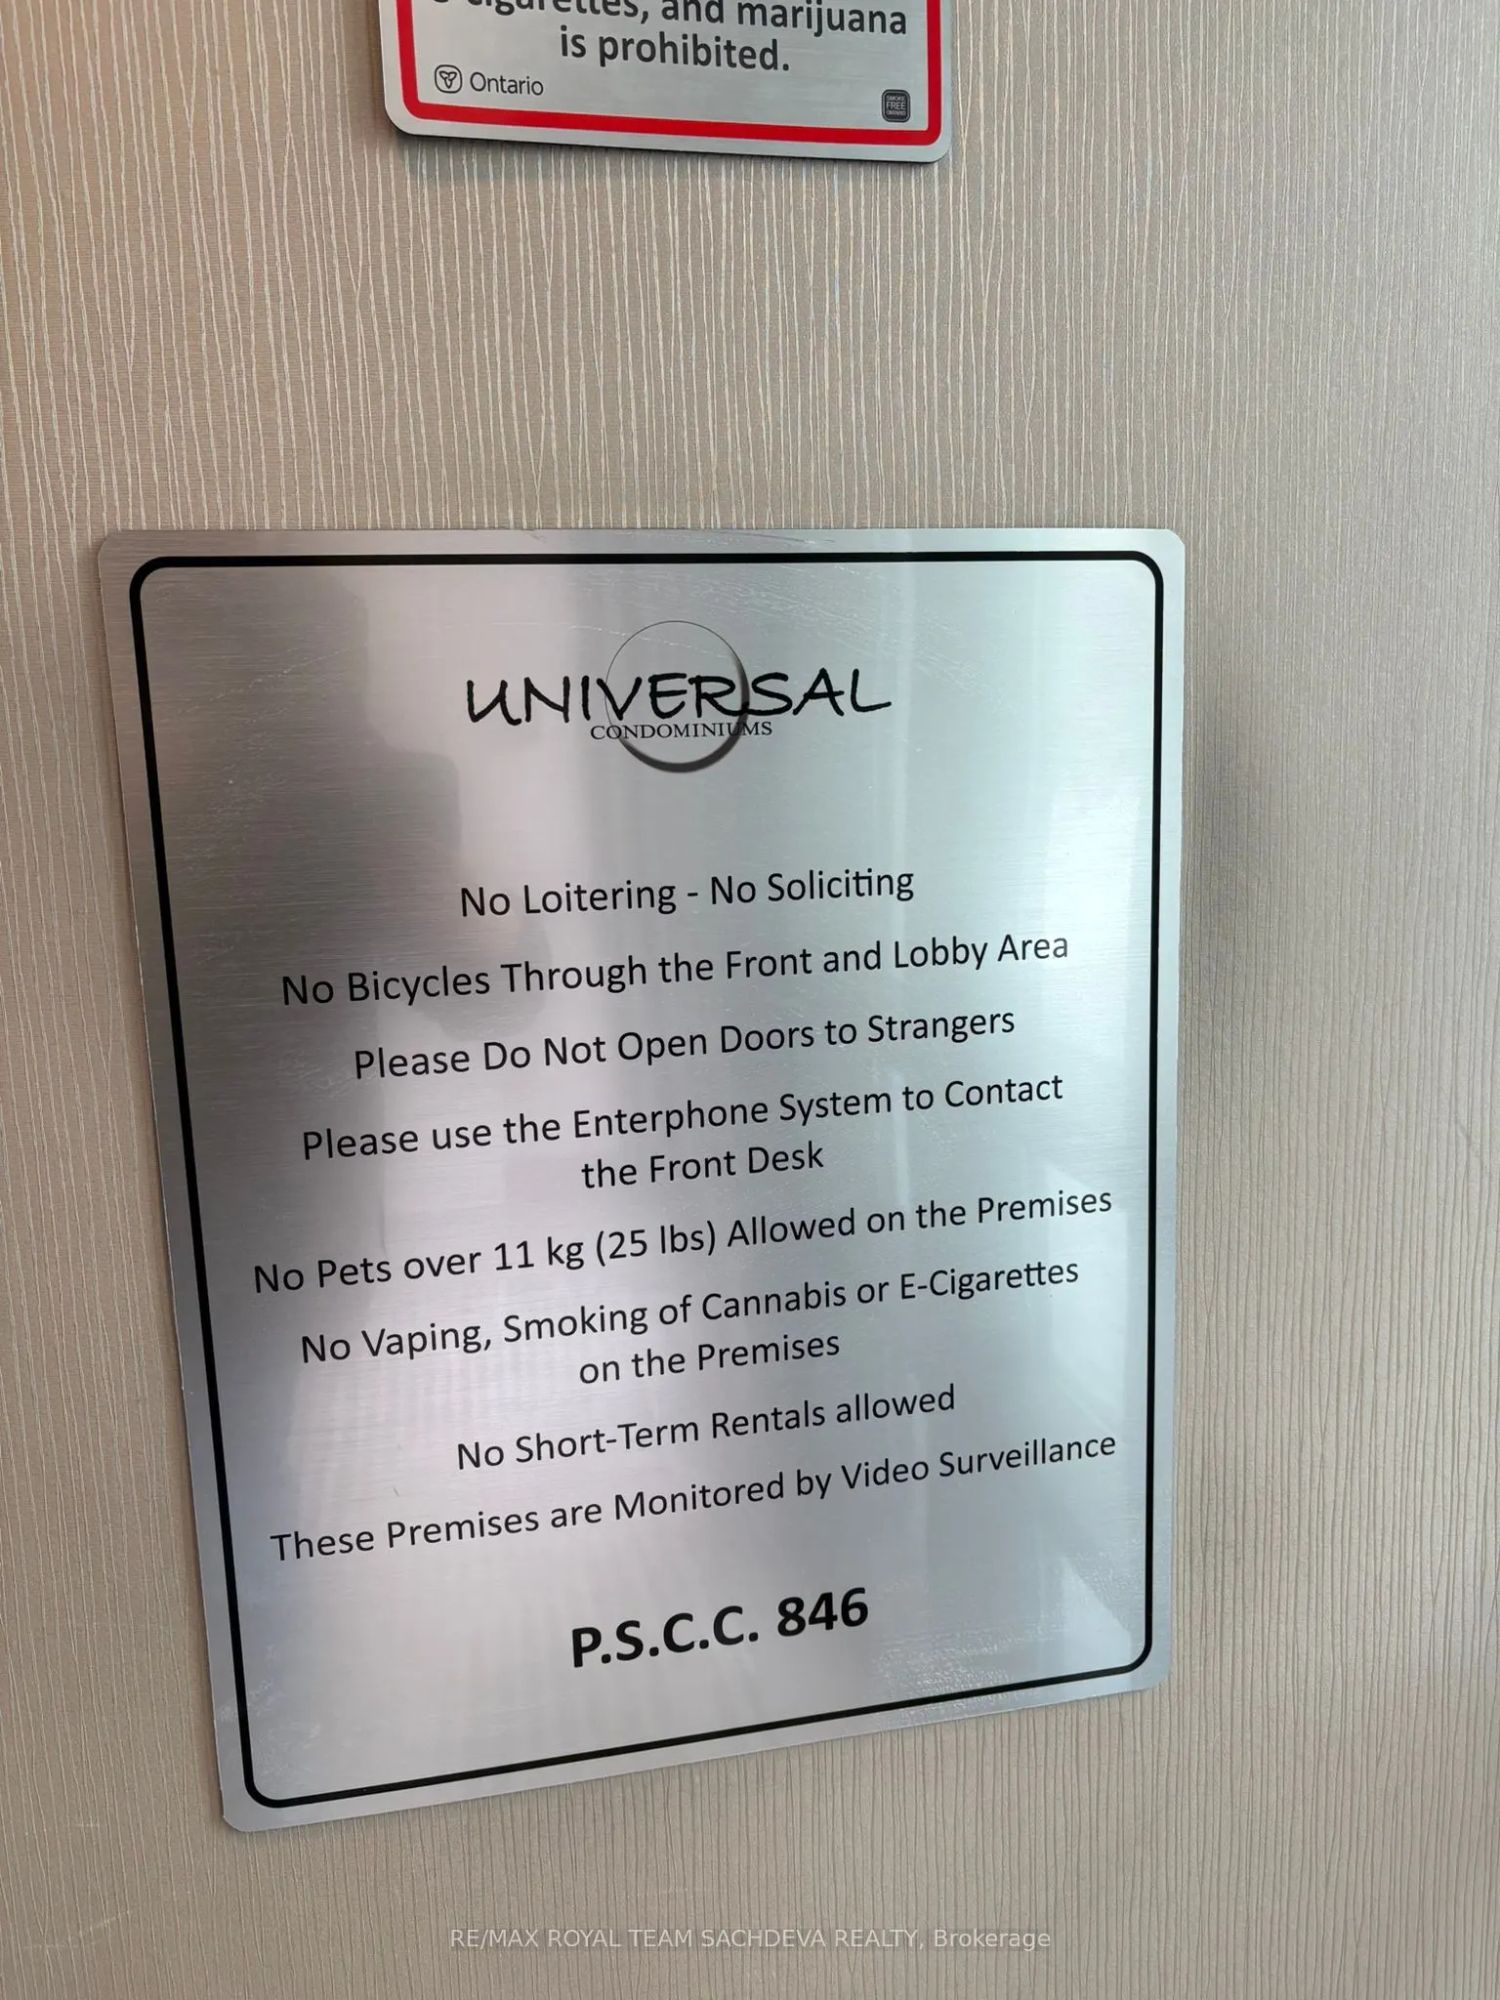 e-cigarettes, and marijuana
is prohibited.
Ontario
UNIVERSAL
CONDOMINIUMS
No Loitering - No Soliciting
No Bicycles Through the Front and Lobby Area
Please Do Not Open Doors to Strangers
Please use the Enterphone System to Contact
the Front Desk
No Pets over 11 kg (25 lbs) Allowed on the Premises
No Vaping, Smoking of Cannabis or E-Cigarettes
on the Premises
No Short-Term Rentals allowed
These Premises are Monitored by Video Surveillance
P.S.C.C. 846
RE/MAX ROYAL TEAM SACHDEVA REALTY, Brokerage